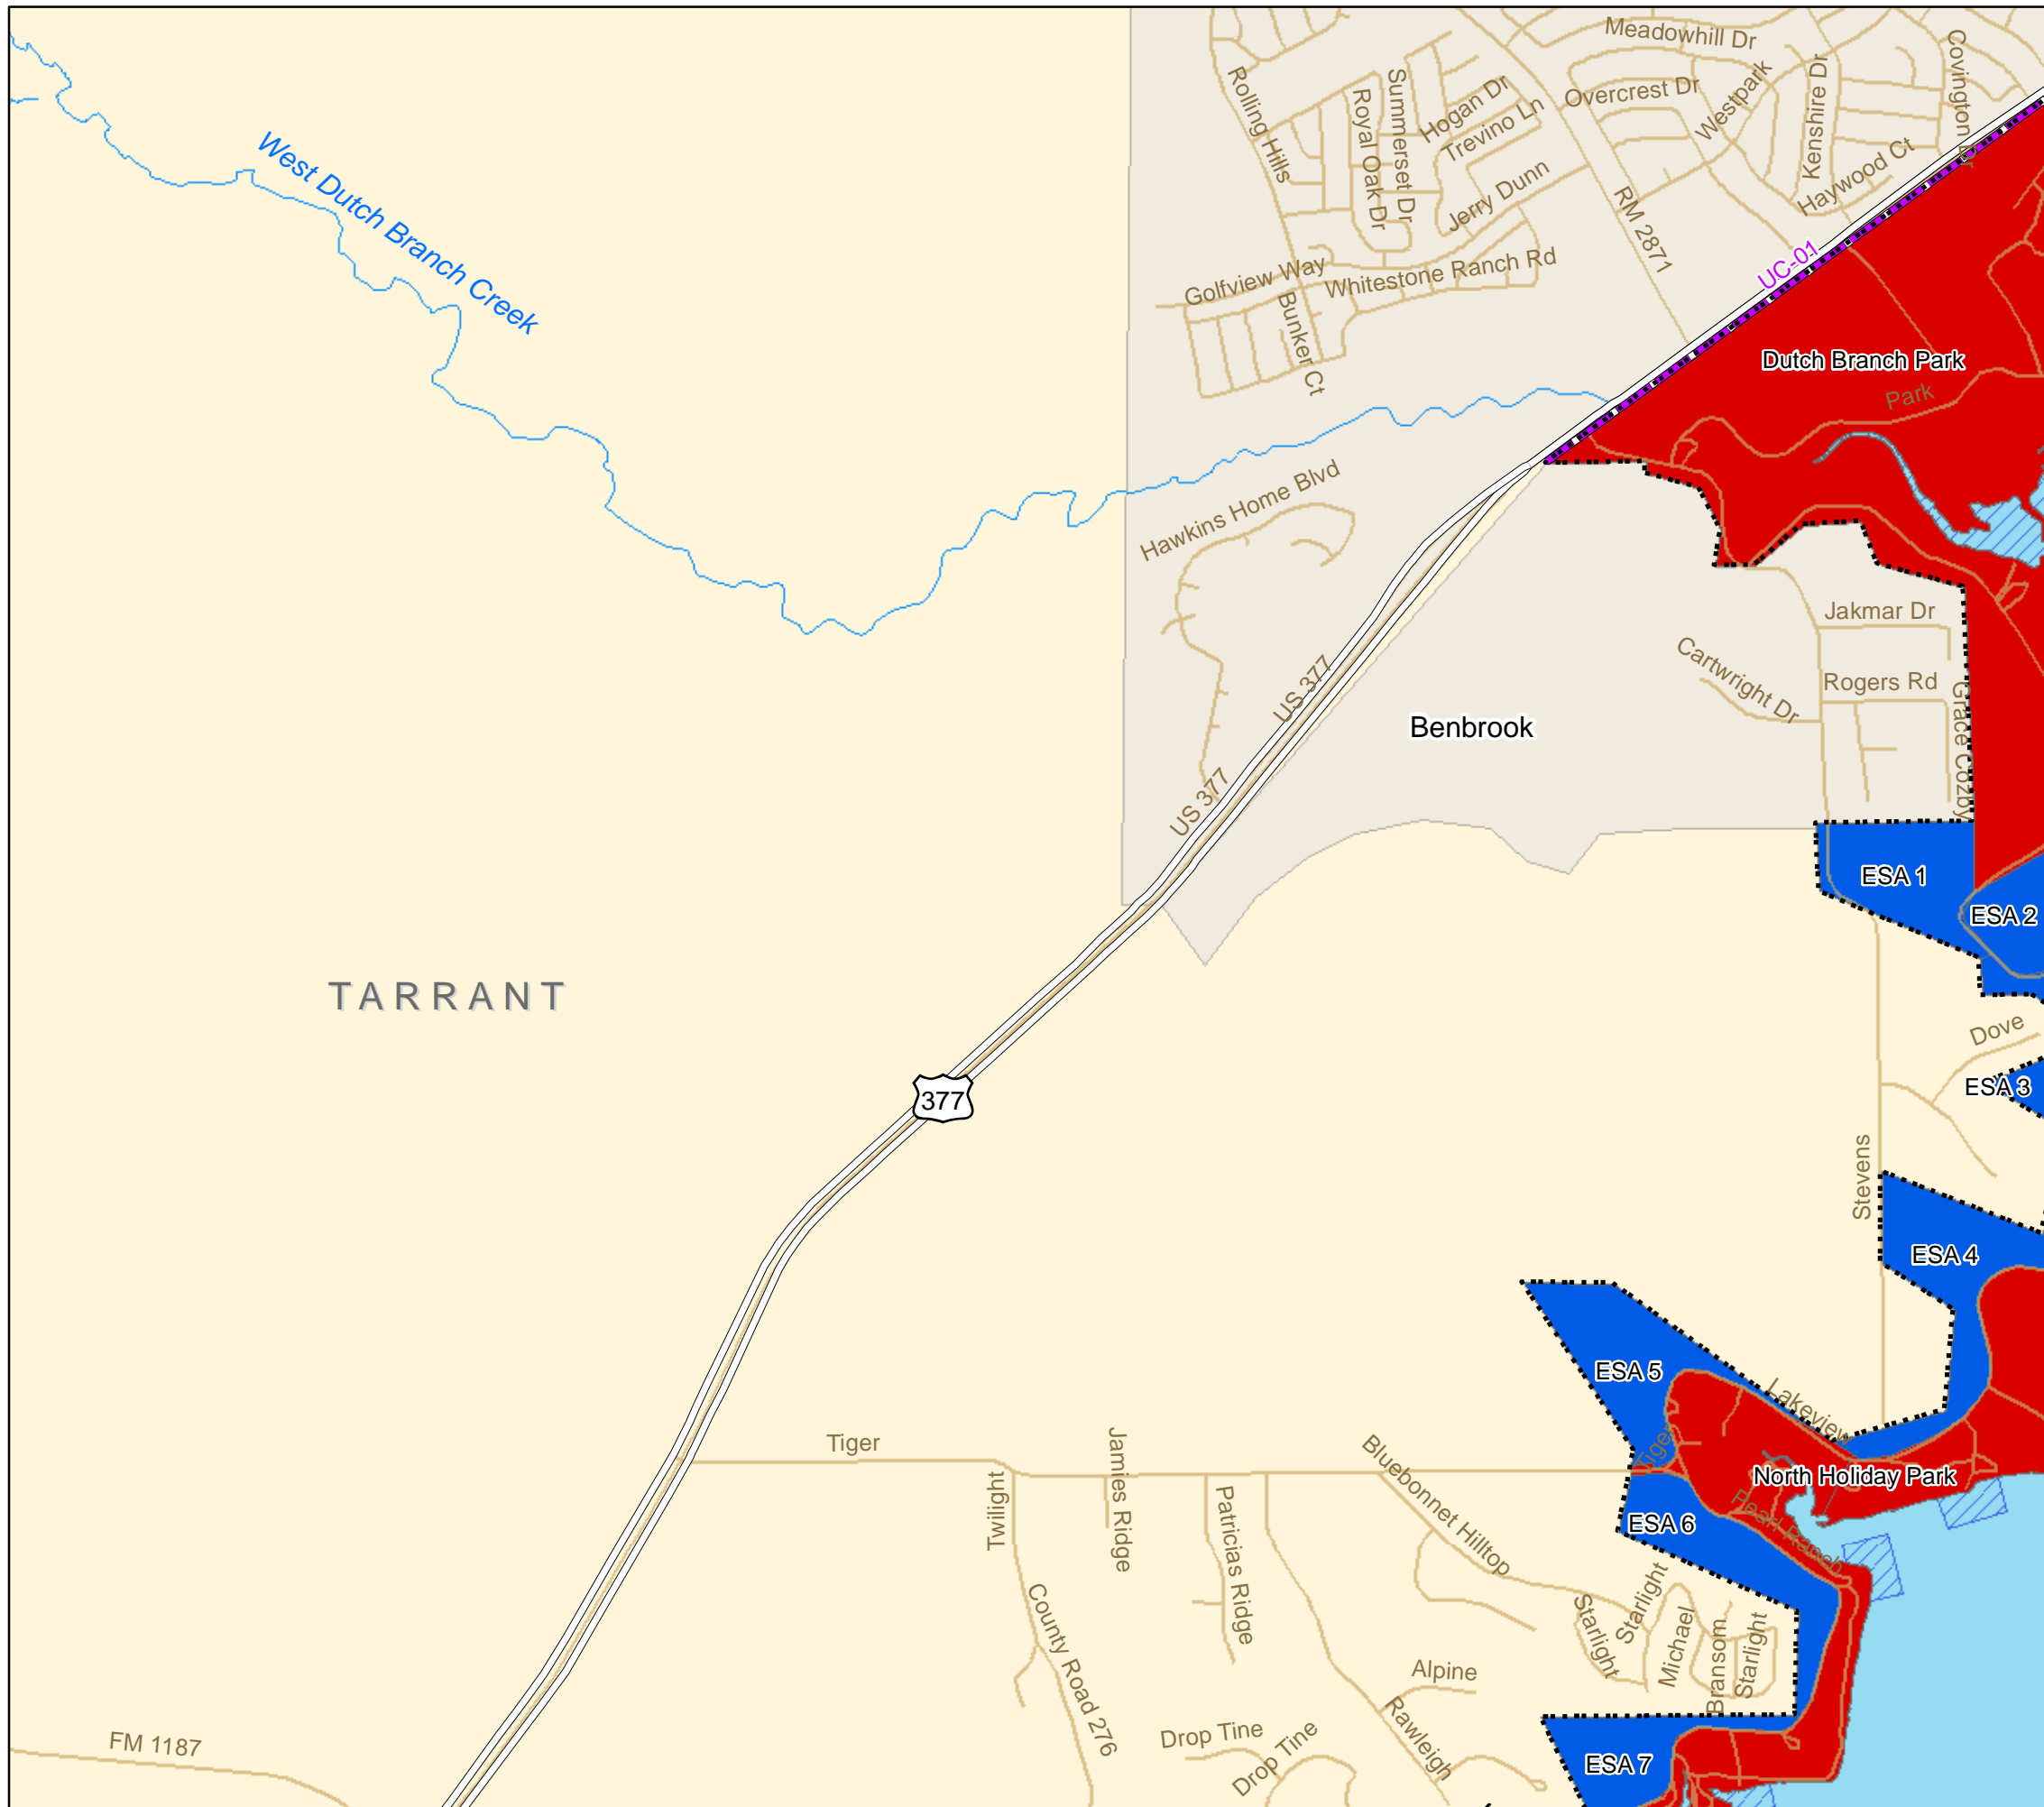 Meadowhill Dr
Covington Dr
Rolling Hills
Summerset Dr
Royal Oak Dr
Hogan Dr
Trevino Ln
Overcrest Dr
Westpark
Kenshire Dr
Haywood Ct
West Dutch Branch Creek
Jerry Dunn
RM 2871
Golfview Way
Whitestone Ranch Rd
UC-01
Bunker Ct
Dutch Branch Park
Park
Hawkins Home Blvd
Jakmar Dr
Cartwright Dr
Rogers Rd
Grace Cozby
US 377
Benbrook
US 377
ESA 1
ESA 2
TARRANT
Dove
377
ESA 3
Stevens
ESA 4
ESA 5
Lakeview
Tiger
Tiger
Twilight
Jamies Ridge
Patricias Ridge
Bluebonnet Hilltop
North Holiday Park
Pearl Ranch
ESA 6
County Road 276
Starlight
Starlight
Michael
Bransom
Starlight
Alpine
Rawleigh
FM 1187
Drop Tine
Drop Tine
ESA 7